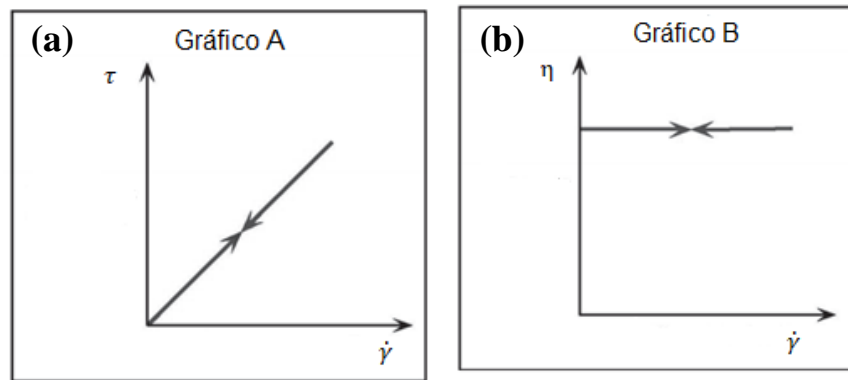 (a)
Gráfico A
τ
γ̇
(b)
Gráfico B
η
γ̇